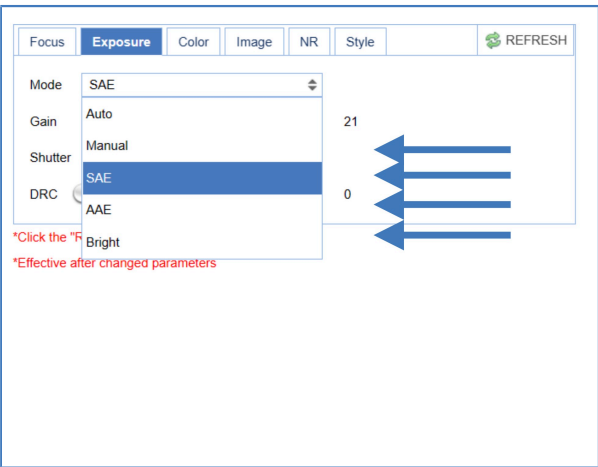 Focus Exposure Color Image NR Style REFRESH
Mode SAE
Gain Auto 21
Manual
Shutter
SAE
DRC 0
AAE
*Click the "R
Bright
*Effective after changed parameters